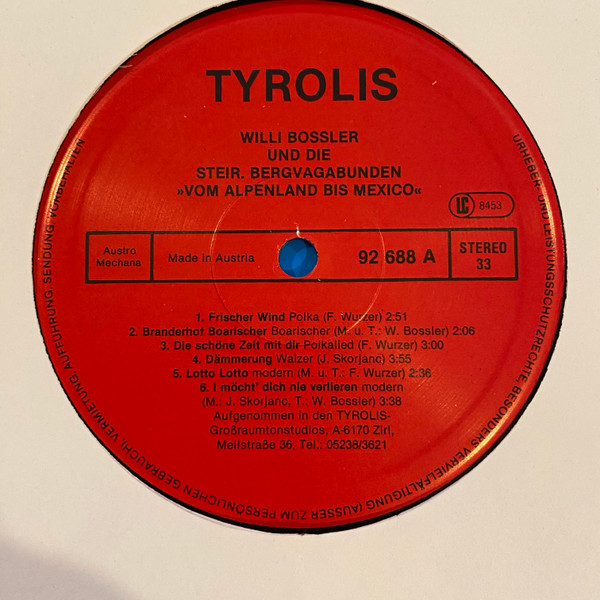 TYROLIS
WILLI BOSSLER
UND DIE
STEIR. BERGVAGABUNDEN
»VOM ALPENLAND BIS MEXICO«
LC 8453
Austro
Mechana
Made in Austria
92 688 A
STEREO
33
1. Frischer Wind Polka (F. Wurzer) 2:51
2. Branderhof Boarischer Boarischer (M. u. T.: W. Bossler) 2:06
3. Die schöne Zeit mit dir Polkalied (F. Wurzer) 3:00
4. Dämmerung Walzer (J. Skorjanc) 3:55
5. Lotto Lotto modern (M. u. T.: F. Wurzer) 2:36
6. I möcht' dich nie verlieren modern
(M.: J. Skorjanc, T.: W. Bossler) 3:38
Aufgenommen in den TYROLIS-
Großraumtonstudios, A-6170 Zirl,
Meilstraße 36, Tel.: 05238/3621
URHEBER- UND LEISTUNGSSCHUTZRECHTE, BESONDERS VERVIELFÄLTIGUNG (AUSSER ZUM PERSÖNLICHEN GEBRAUCH), VERMIETUNG, AUFFÜHRUNG, SENDUNG, VORBEHALTEN